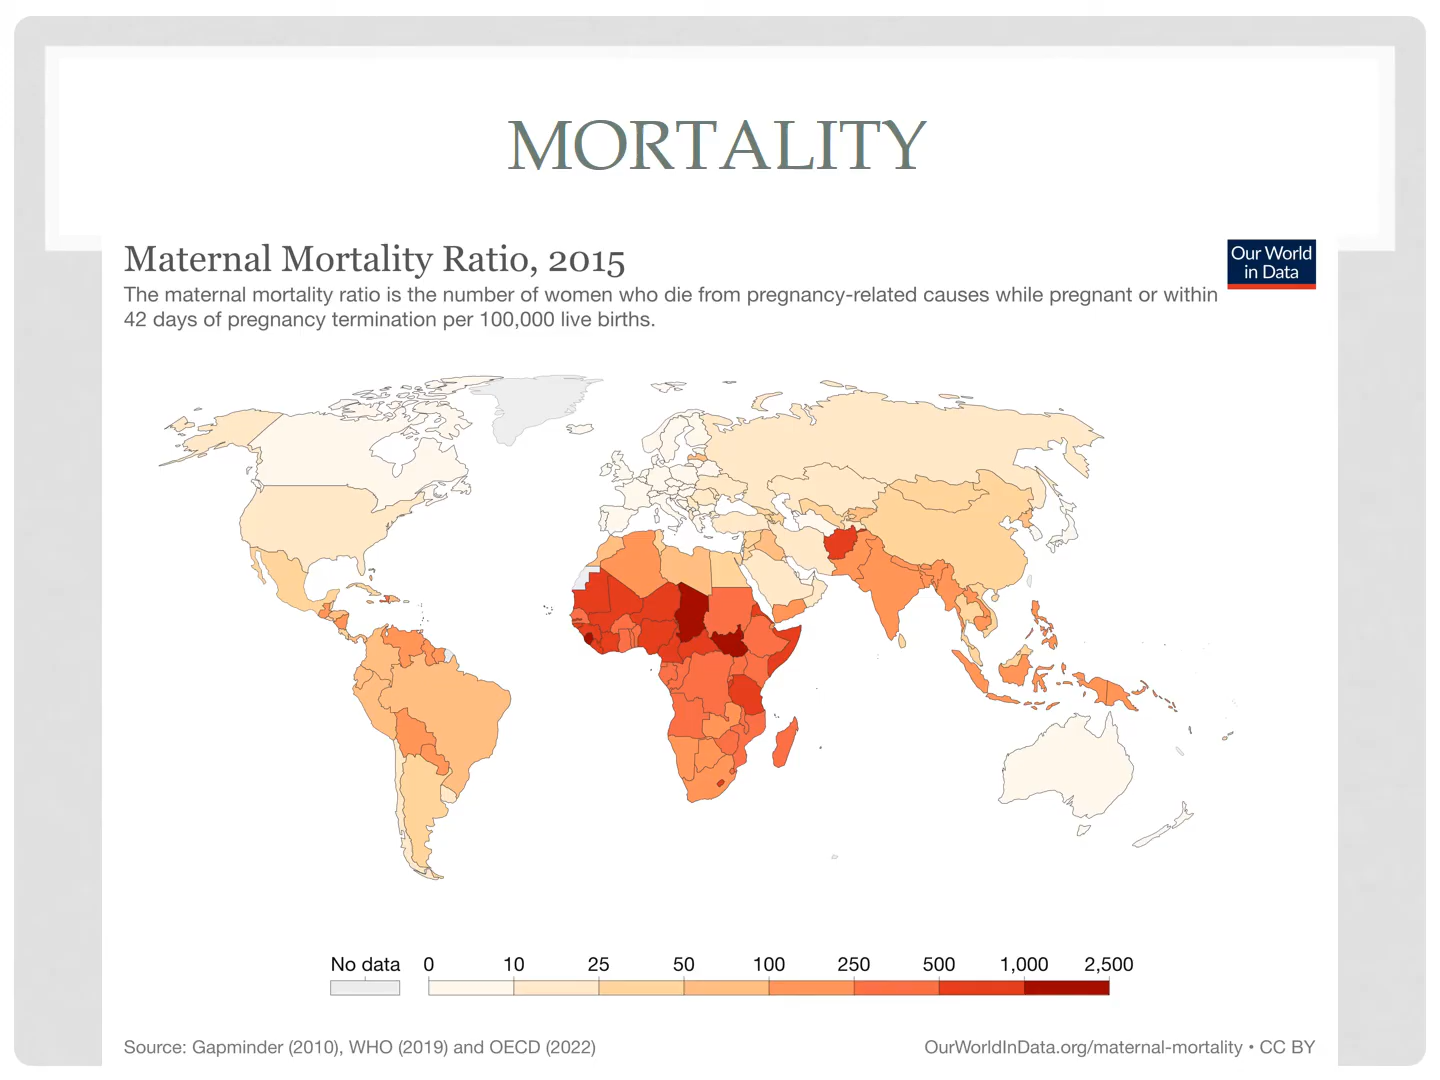 MORTALITY
Maternal Mortality Ratio, 2015
Our World
in Data
The maternal mortality ratio is the number of women who die from pregnancy-related causes while pregnant or within
42 days of pregnancy termination per 100,000 live births.
No data 0 10 25 50 100 250 500 1,000 2,500
Source: Gapminder (2010), WHO (2019) and OECD (2022)
OurWorldInData.org/maternal-mortality • CC BY